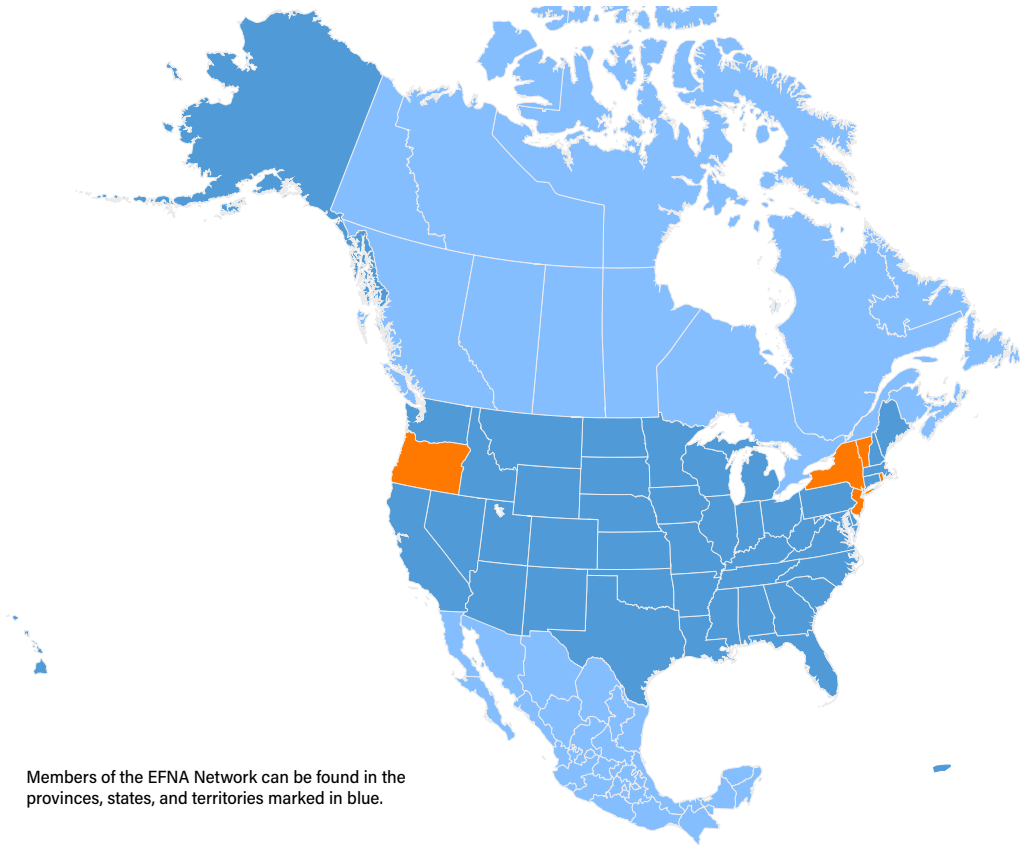 Members of the EFNA Network can be found in the
provinces, states, and territories marked in blue.